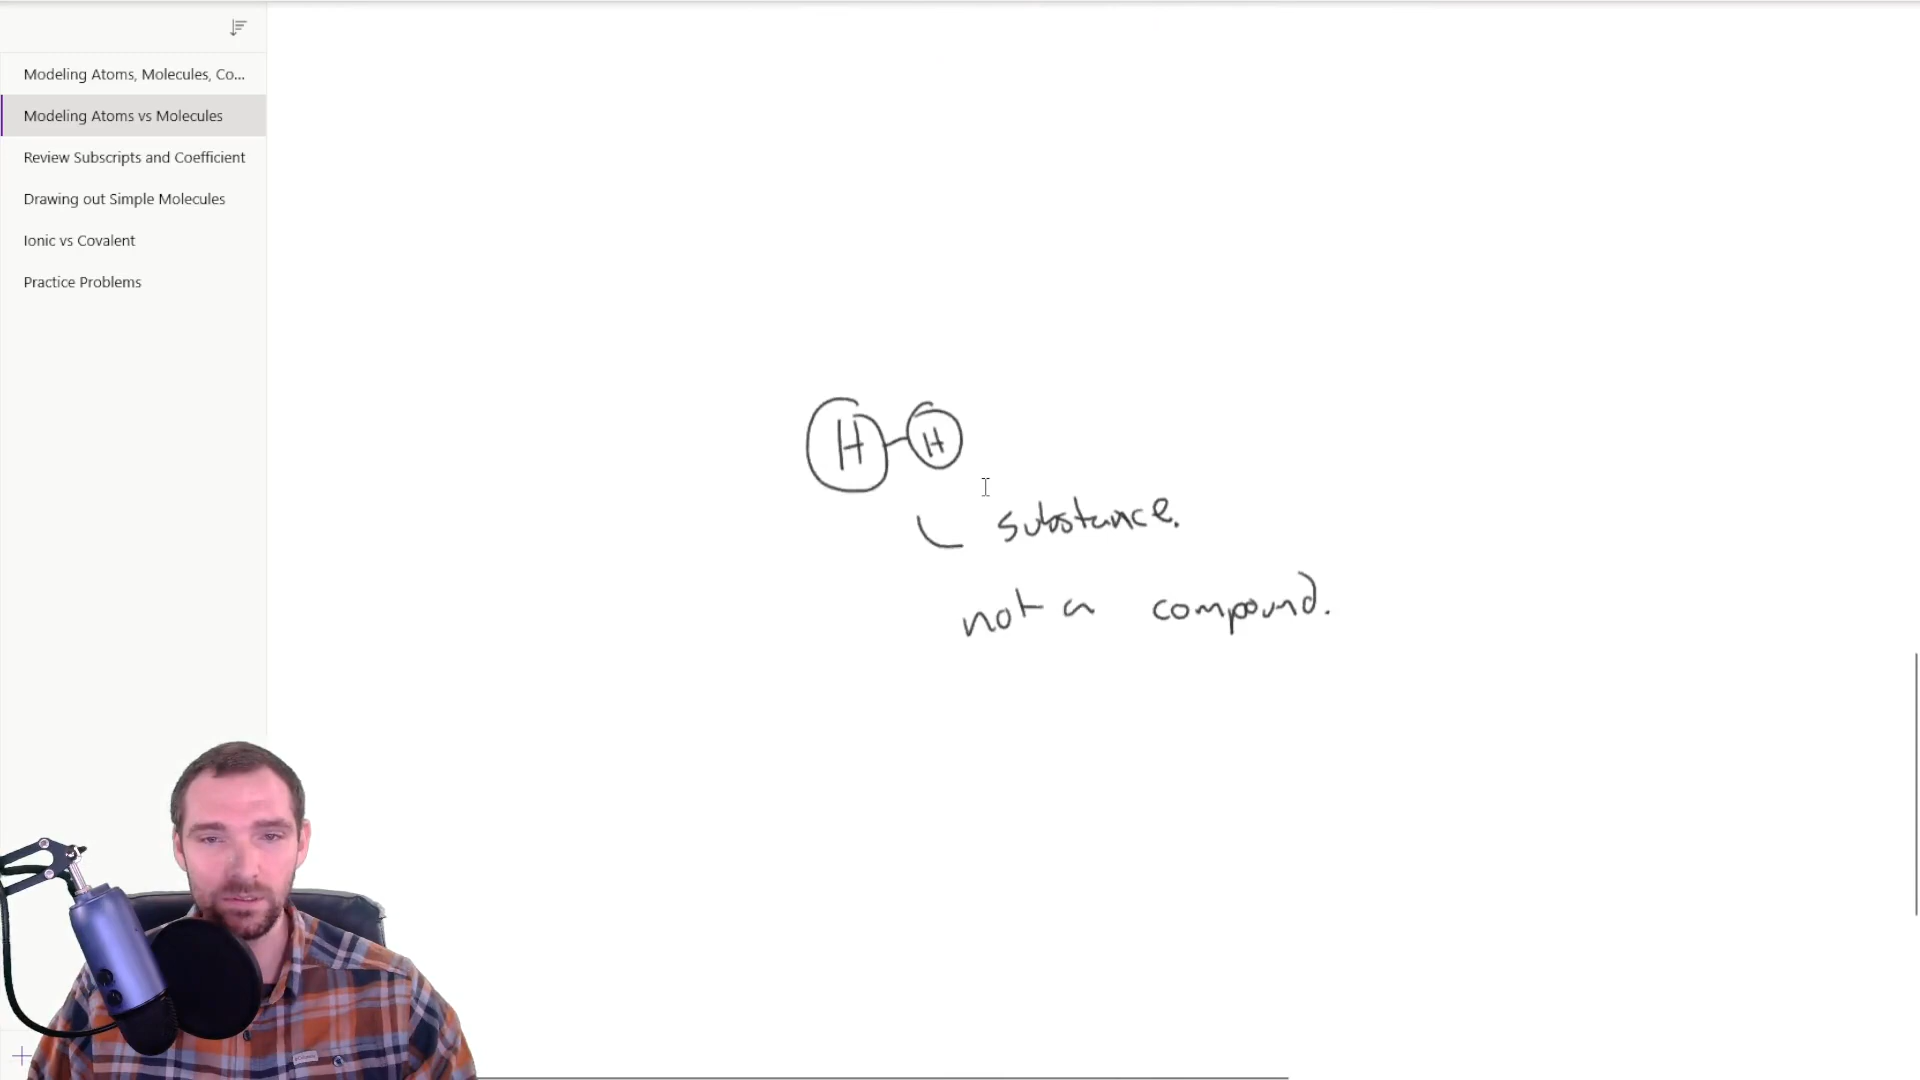 Modeling Atoms, Molecules, Co...
Modeling Atoms vs Molecules
Review Subscripts and Coefficient
Drawing out Simple Molecules
Ionic vs Covalent
Practice Problems
H-H
substance.
not a compound.